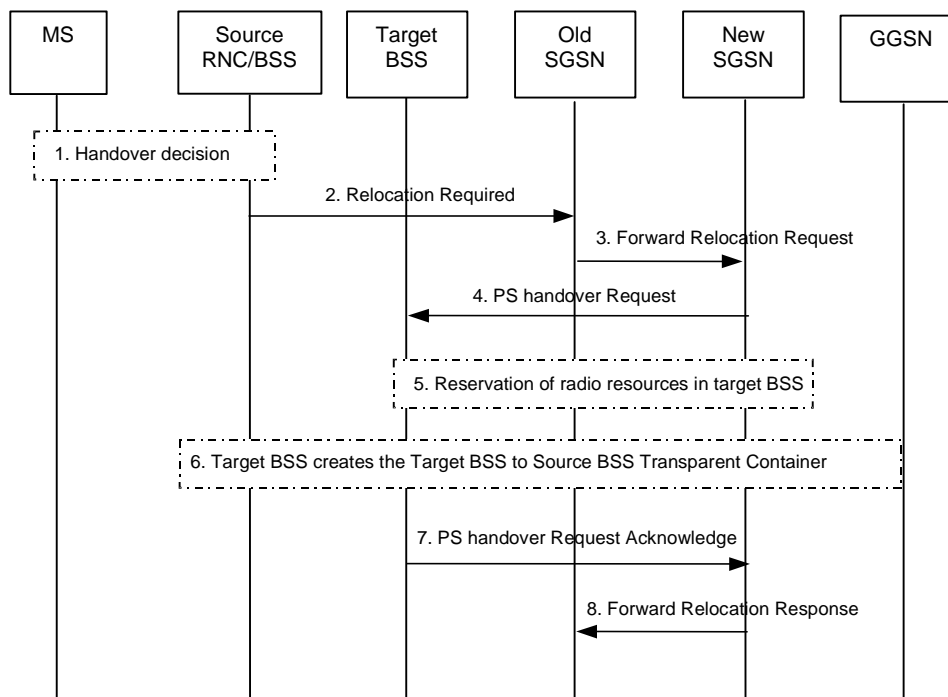 MS
Source
RNC/BSS
Target
BSS
Old
SGSN
New
SGSN
GGSN
1. Handover decision
2. Relocation Required
3. Forward Relocation Request
4. PS handover Request
5. Reservation of radio resources in target BSS
6. Target BSS creates the Target BSS to Source BSS Transparent Container
7. PS handover Request Acknowledge
8. Forward Relocation Response